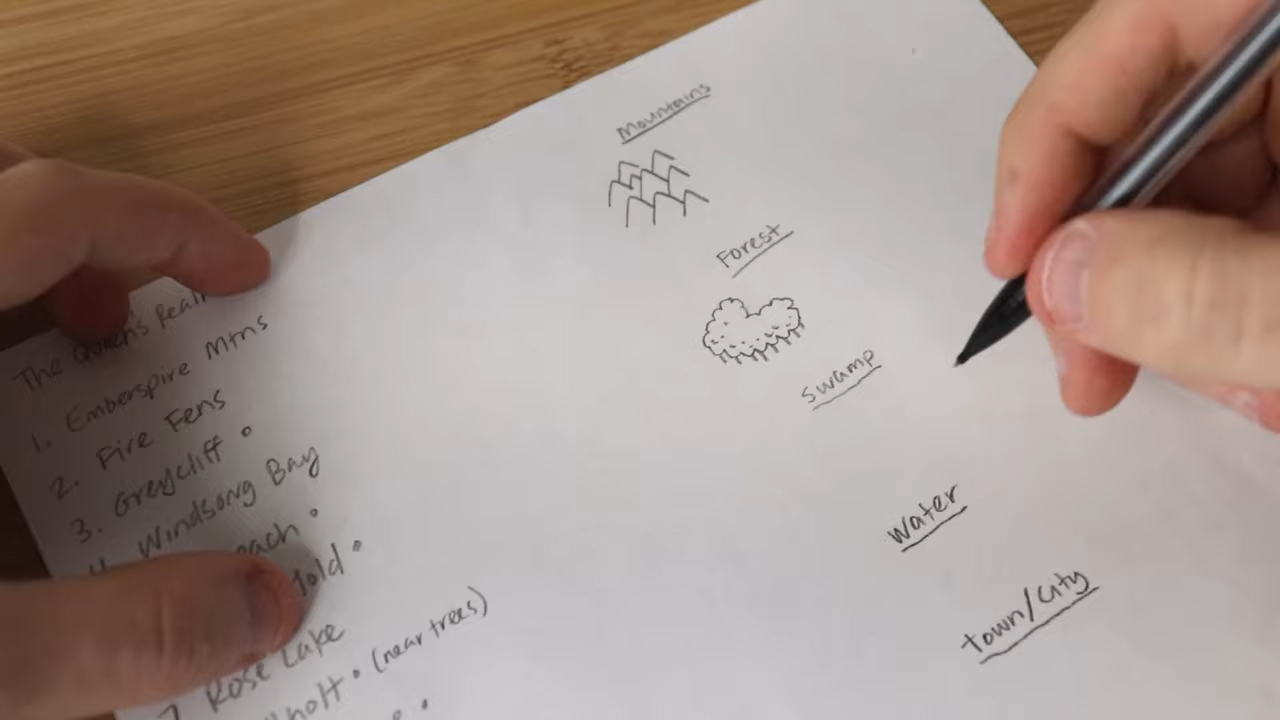 The Queen's
1. Emberspire Mtns
2. Fire Fens
3. Greycliff
4. Windsong Bay
7. Rose Lake
(near trees)
Mountains
Forest
Swamp
Water
town/City